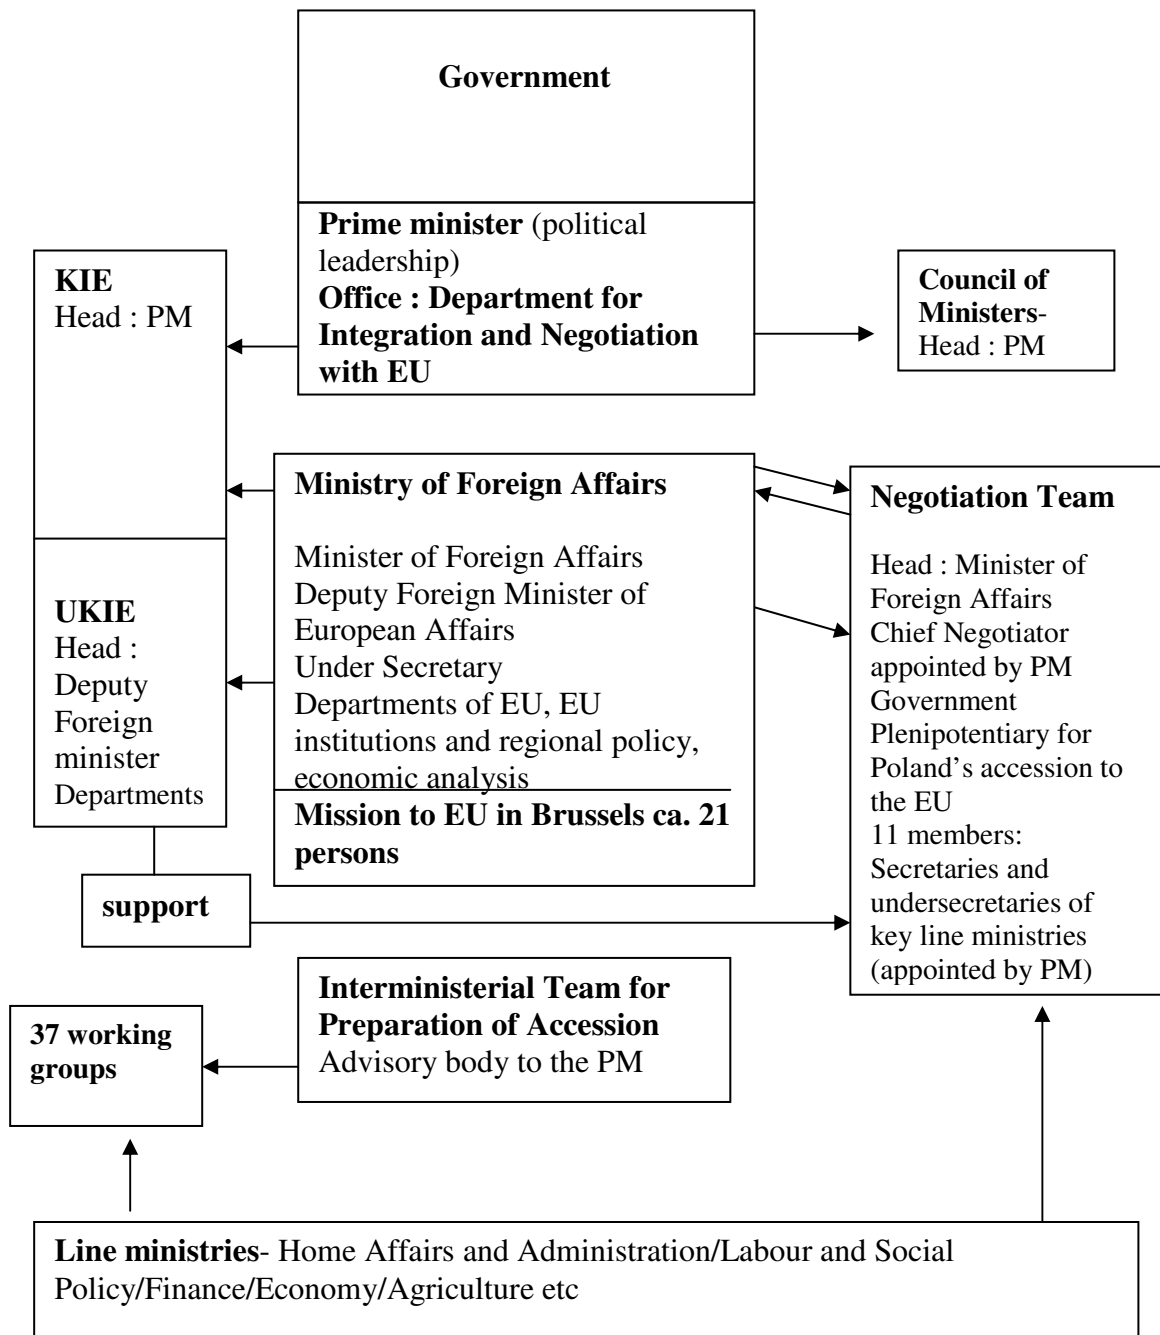 Government
Prime minister (political
leadership)
Office : Department for
Integration and Negotiation
with EU
KIE
Head : PM
Council of
Ministers-
Head : PM
Ministry of Foreign Affairs
Minister of Foreign Affairs
Deputy Foreign Minister of
European Affairs
Under Secretary
Departments of EU, EU
institutions and regional policy,
economic analysis
Mission to EU in Brussels ca. 21
persons
Negotiation Team
Head : Minister of
Foreign Affairs
Chief Negotiator
appointed by PM
Government
Plenipotentiary for
Poland’s accession to
the EU
11 members:
Secretaries and
undersecretaries of
key line ministries
(appointed by PM)
UKIE
Head :
Deputy
Foreign
minister
Departments
support
Interministerial Team for
Preparation of Accession
Advisory body to the PM
37 working
groups
Line ministries- Home Affairs and Administration/Labour and Social
Policy/Finance/Economy/Agriculture etc